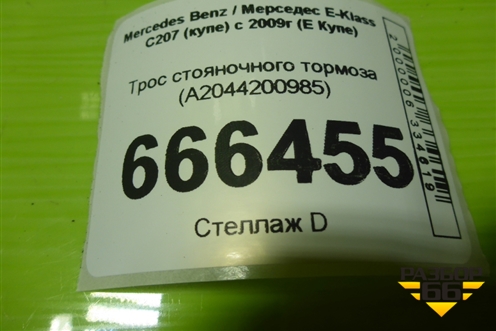 Mercedes Benz / Мерседес E-Klass
C207 (купе) с 2009г (Е Купе)
Трос стояночного тормоза
(A2044200985)
666455
Стеллаж D
2000006334619
РАЗБОР
66